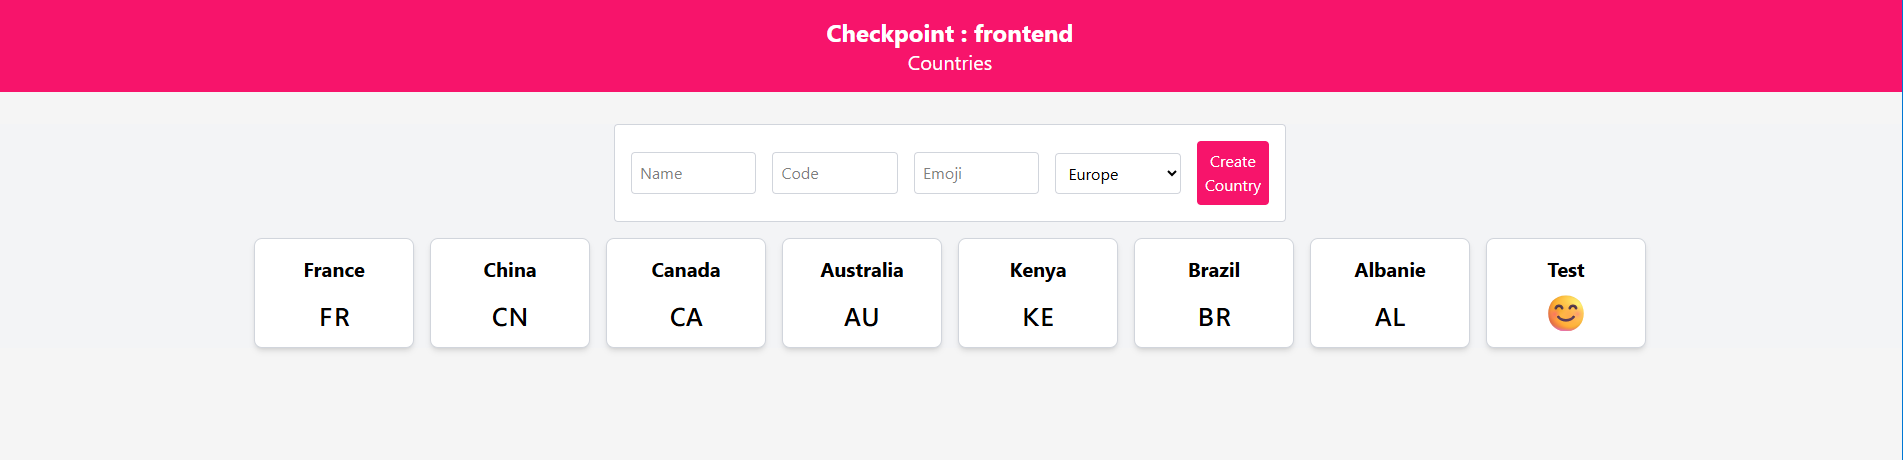 Checkpoint : frontend
Countries
Name Code Emoji Europe Create Country
France China Canada Australia Kenya Brazil Albanie Test
FR CN CA AU KE BR AL 😊